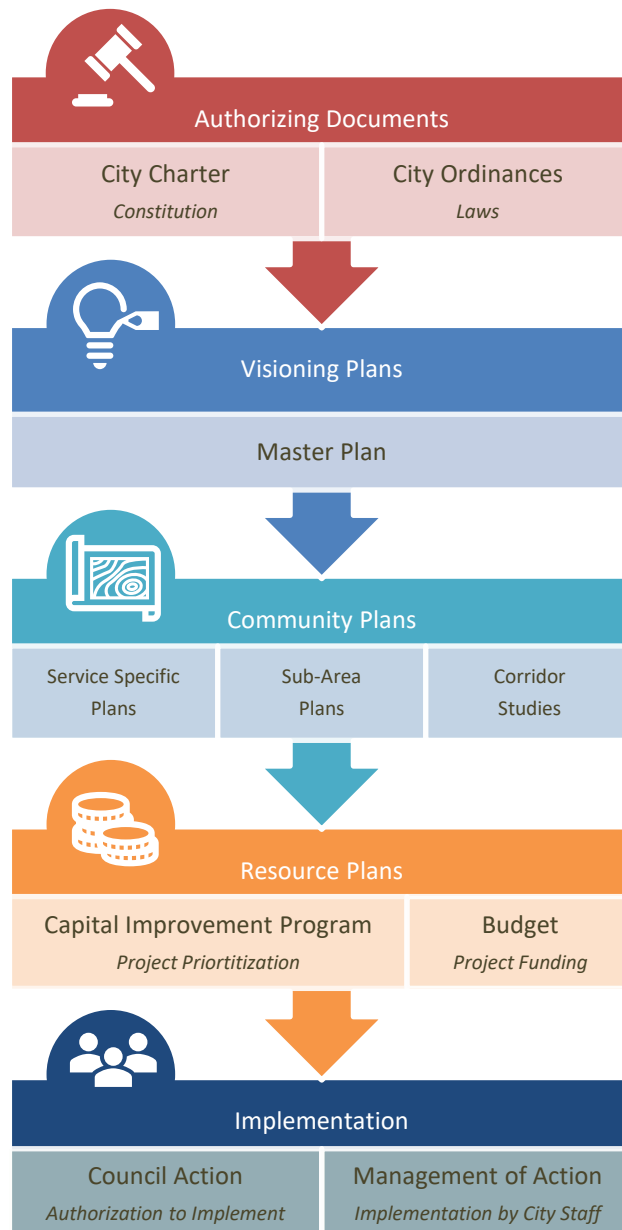 Authorizing Documents
City Charter
Constitution
City Ordinances
Laws
Visioning Plans
Master Plan
Community Plans
Service Specific
Plans
Sub-Area
Plans
Corridor
Studies
Resource Plans
Capital Improvement Program
Project Priortitization
Budget
Project Funding
Implementation
Council Action
Authorization to Implement
Management of Action
Implementation by City Staff